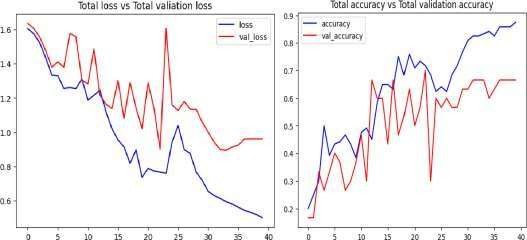 Total loss vs Total valiation loss
loss
val_loss
1.6
1.4
1.2
1.0
0.8
0.6
0 5 10 15 20 25 30 35 40
Total accuracy vs Total validation accuracy
accuracy
val_accuracy
0.9
0.8
0.7
0.6
0.5
0.4
0.3
0.2
0 5 10 15 20 25 30 35 40